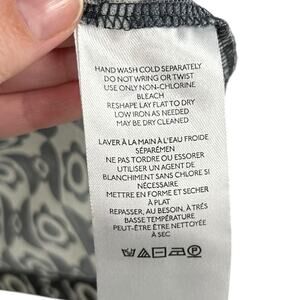 HAND WASH COLD SEPARATELY
DO NOT WRING OR TWIST
USE ONLY NON-CHLORINE
BLEACH
RESHAPE LAY FLAT TO DRY
LOW IRON AS NEEDED
MAY BE DRY CLEANED
LAVER À LA MAIN À L'EAU FROIDE
SÉPARÉMEN
NE PAS TORDRE OU ESSORER
UTILISER UN AGENT DE
BLANCHIMENT SANS CHLORE SI
NÉCESSAIRE
METTRE EN FORME ET SECHER
À PLAT
REPASSER, AU BESOIN, À TRÈS
BASSE TEMPÉRATURE
PEUT-ÊTRE ÊTRE NETTOYÉE
À SEC